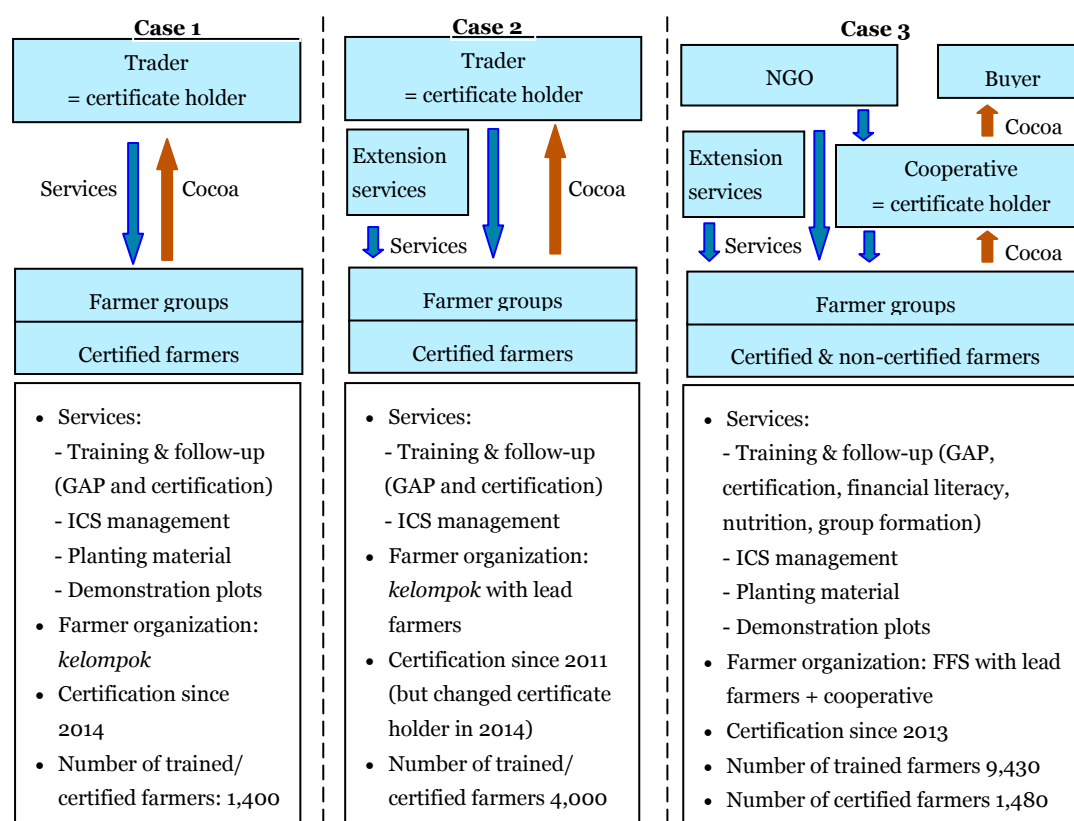 Case 1
Trader
= certificate holder
Services
Cocoa
Farmer groups
Certified farmers
• Services:
- Training & follow-up
(GAP and certification)
- ICS management
- Planting material
- Demonstration plots
• Farmer organization:
kelompok
• Certification since
2014
• Number of trained/
certified farmers: 1,400
Case 2
Trader
= certificate holder
Extension
services
Cocoa
Services
Farmer groups
Certified farmers
• Services:
- Training & follow-up
(GAP and certification)
- ICS management
• Farmer organization:
kelompok with lead
farmers
• Certification since 2011
(but changed certificate
holder in 2014)
• Number of trained/
certified farmers 4,000
Case 3
NGO
Buyer
Cocoa
Extension
services
Cooperative
= certificate holder
Services
Cocoa
Farmer groups
Certified & non-certified farmers
• Services:
- Training & follow-up (GAP,
certification, financial literacy,
nutrition, group formation)
- ICS management
- Planting material
- Demonstration plots
• Farmer organization: FFS with lead
farmers + cooperative
• Certification since 2013
• Number of trained farmers 9,430
• Number of certified farmers 1,480